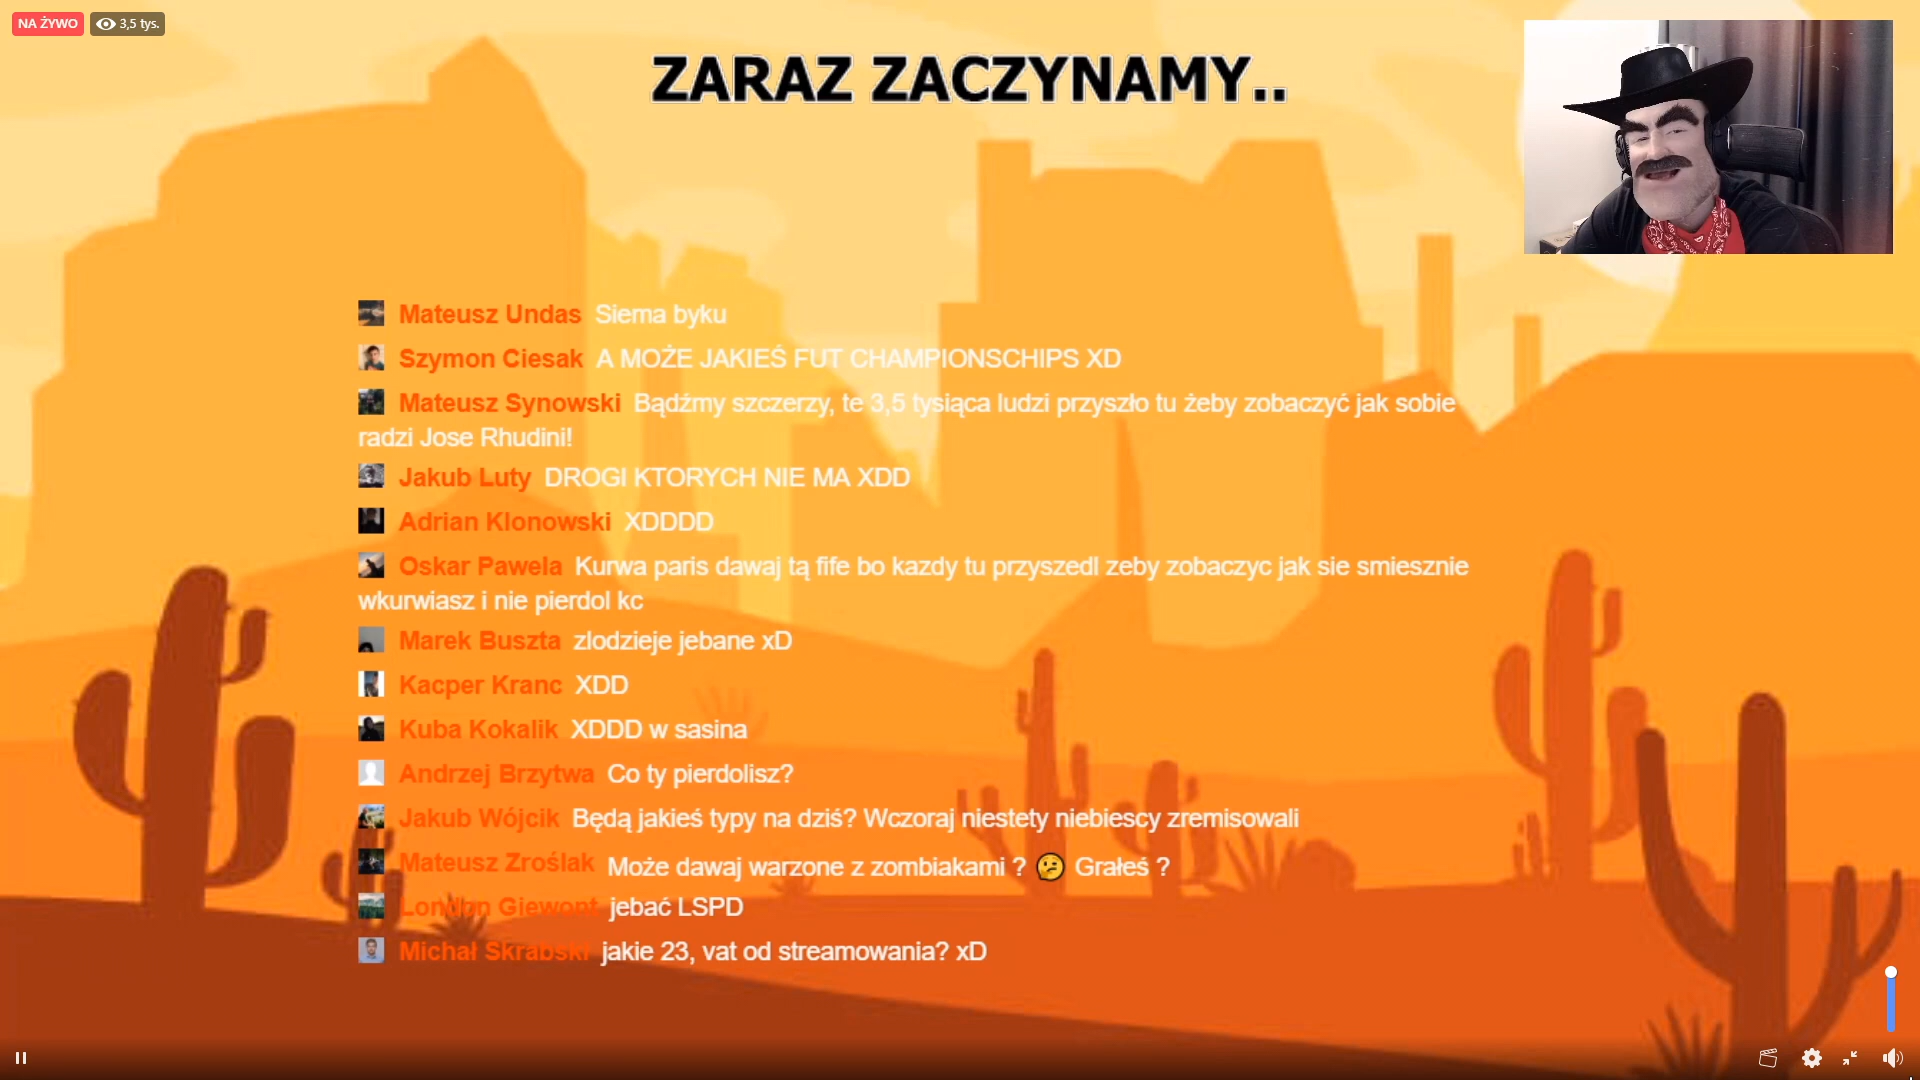 NA ŻYWO 3,5 tys.
ZARAZ ZACZYNAMY..
Mateusz Undas Siema byku
Szymon Ciesak A MOŻE JAKIEŚ FUT CHAMPIONSCHIPS XD
Mateusz Synowski Bądźmy szczerzy, te 3,5 tysiąca ludzi przyszło tu żeby zobaczyć jak sobie
radzi Jose Rhudini!
Jakub Luty DROGI KTORYCH NIE MA XDD
Adrian Klonowski XDDDD
Oskar Pawela Kurwa paris dawaj tą fife bo kazdy tu przyszedl zeby zobaczyc jak sie smiesznie
wkurwiasz i nie pierdol kc
Marek Buszta zlodzieje jebane xD
Kacper Kranc XDD
Kuba Kokalik XDDD w sasina
Andrzej Brzytwa Co ty pierdolisz?
Jakub Wójcik Będą jakieś typy na dziś? Wczoraj niestety niebiescy zremisowali
Mateusz Zroślak Może dawaj warzone z zombiakami ? 🤔 Grałeś ?
London Giewont jebać LSPD
Michał Skrabski jakie 23, vat od streamowania? xD